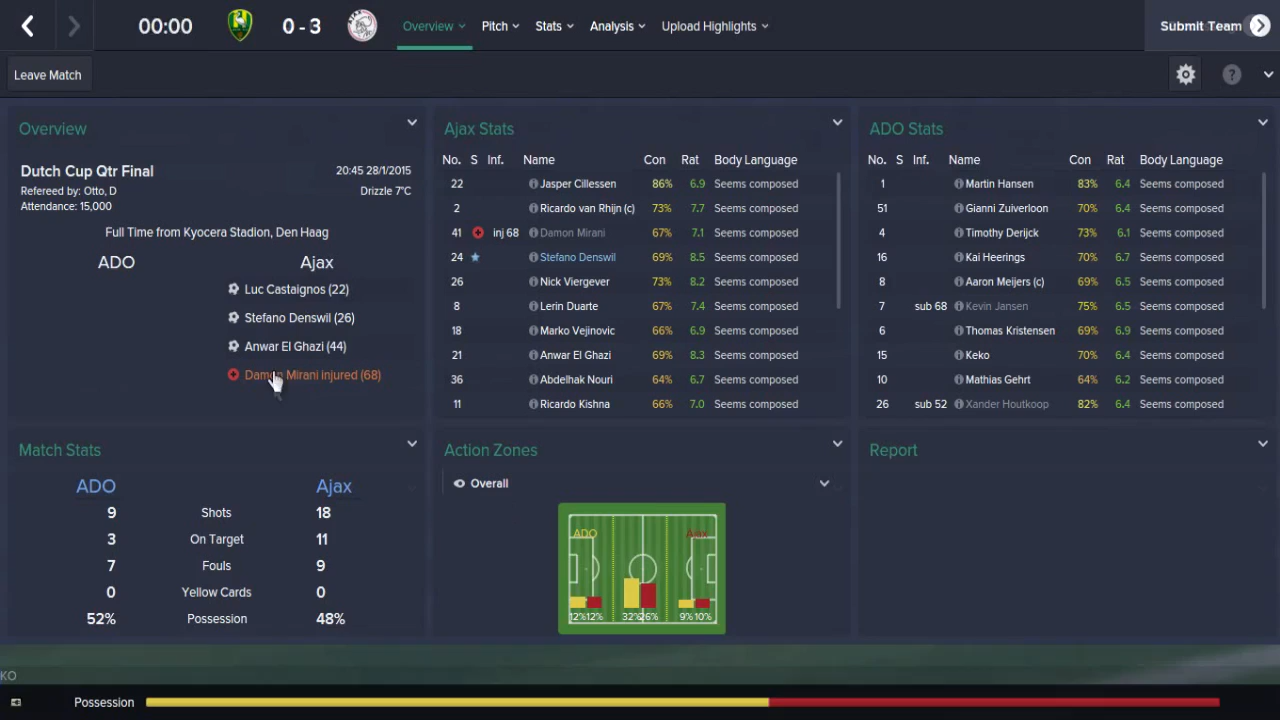 00:00
0 - 3
Overview
Pitch
Stats
Analysis
Upload Highlights
Submit Team
Leave Match
?
Overview
Dutch Cup Qtr Final
20:45 28/1/2015
Refereed by: Otto, D
Drizzle 7°C
Attendance: 15,000
Full Time from Kyocera Stadion, Den Haag
ADO
Ajax
Luc Castaignos (22)
Stefano Denswil (26)
Anwar El Ghazi (44)
Damon Mirani injured (68)
Ajax Stats
No. S Inf. Name Con Rat Body Language
22 Jasper Cillessen 86% 6.9 Seems composed
2 Ricardo van Rhijn (c) 73% 7.7 Seems composed
41 inj 68 Damon Mirani 67% 7.1 Seems composed
24 Stefano Denswil 69% 8.5 Seems composed
26 Nick Viergever 73% 8.2 Seems composed
8 Lerin Duarte 67% 7.4 Seems composed
18 Marko Vejinovic 66% 6.9 Seems composed
21 Anwar El Ghazi 69% 8.3 Seems composed
36 Abdelhak Nouri 64% 6.7 Seems composed
11 Ricardo Kishna 66% 7.0 Seems composed
ADO Stats
No. S Inf. Name Con Rat Body Language
1 Martin Hansen 83% 6.4 Seems composed
51 Gianni Zuiverloon 70% 6.4 Seems composed
4 Timothy Derijck 73% 6.1 Seems composed
16 Kai Heerings 70% 6.7 Seems composed
8 Aaron Meijers (c) 69% 6.5 Seems composed
7 sub 68 Kevin Jansen 75% 6.5 Seems composed
6 Thomas Kristensen 69% 6.9 Seems composed
15 Keko 70% 6.4 Seems composed
10 Mathias Gehrt 64% 6.2 Seems composed
26 sub 52 Xander Houtkoop 82% 6.4 Seems composed
Match Stats
ADO Ajax
9 Shots 18
3 On Target 11
7 Fouls 9
0 Yellow Cards 0
52% Possession 48%
Action Zones
Overall
ADO Ajax
12% 12% 32% 26% 9% 10%
Report
KO
Possession